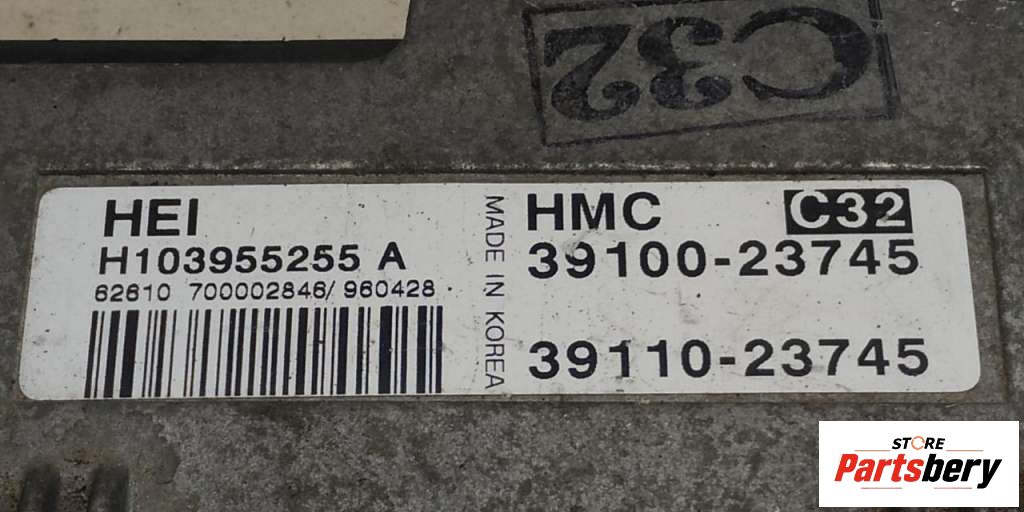 C32
HEI
H103955255 A
62610 700002846/ 960428
MADE IN KOREA
HMC C32
39100-23745
39110-23745
STORE
Partsbery